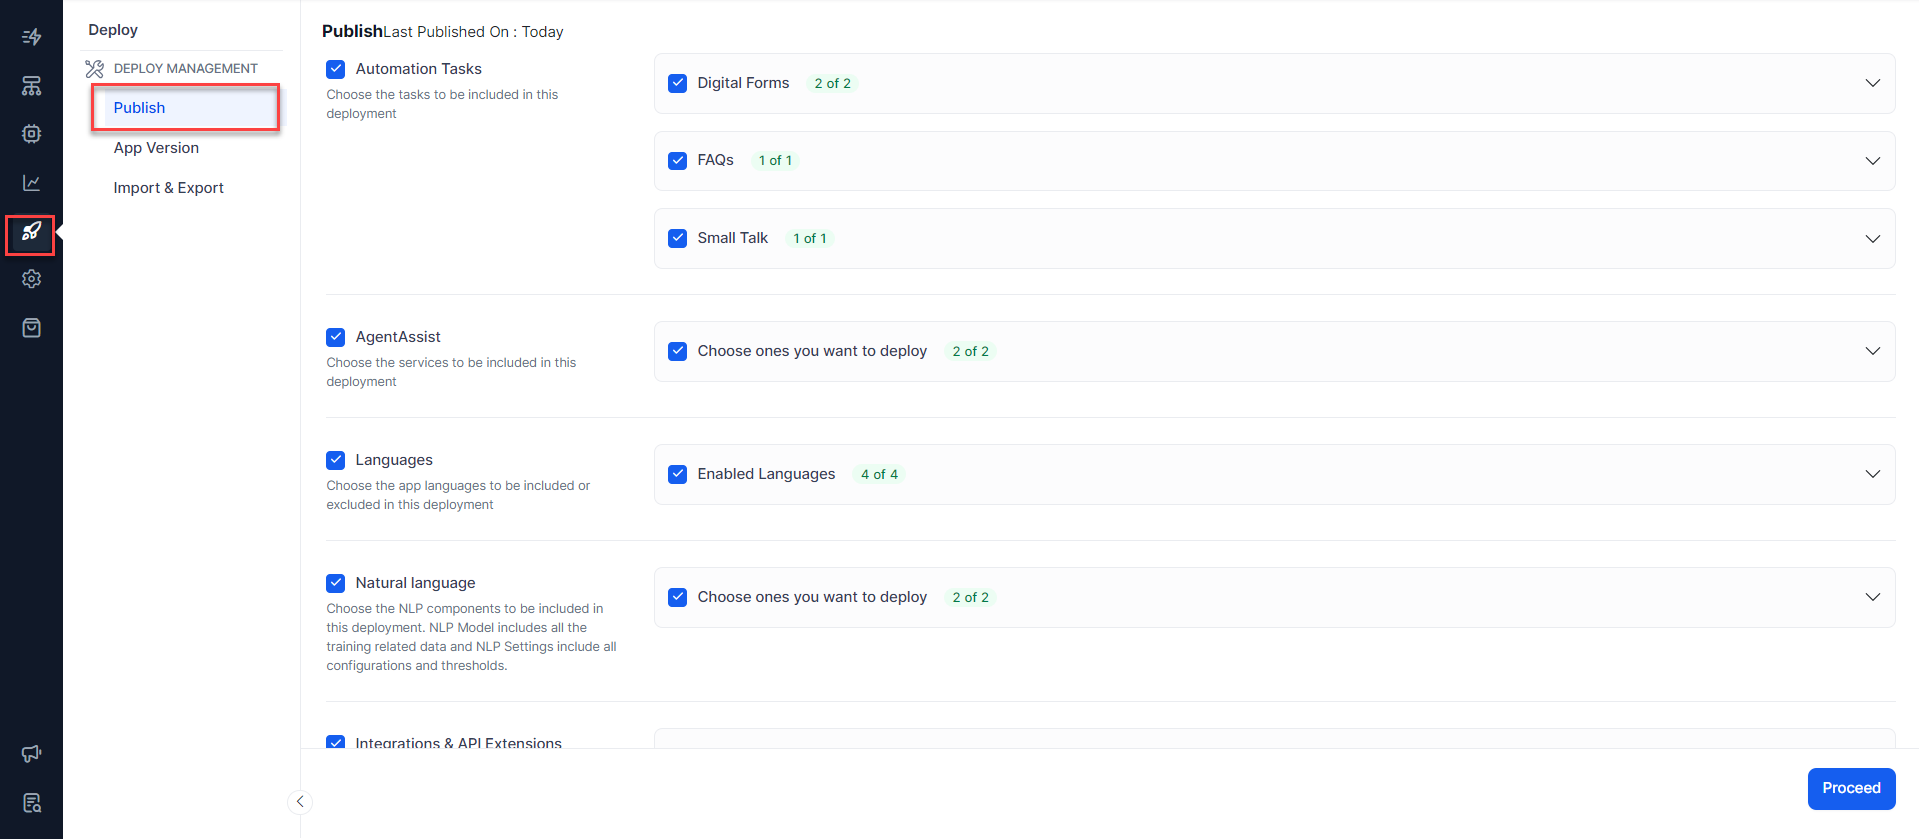 Deploy
DEPLOY MANAGEMENT
Publish
App Version
Import & Export
Publish Last Published On : Today
Automation Tasks
Choose the tasks to be included in this
deployment
Digital Forms 2 of 2
FAQs 1 of 1
Small Talk 1 of 1
AgentAssist
Choose the services to be included in this
deployment
Choose ones you want to deploy 2 of 2
Languages
Choose the app languages to be included or
excluded in this deployment
Enabled Languages 4 of 4
Natural language
Choose the NLP components to be included in
this deployment. NLP Model includes all the
training related data and NLP Settings include all
configurations and thresholds.
Choose ones you want to deploy 2 of 2
Integrations & API Extensions
Proceed